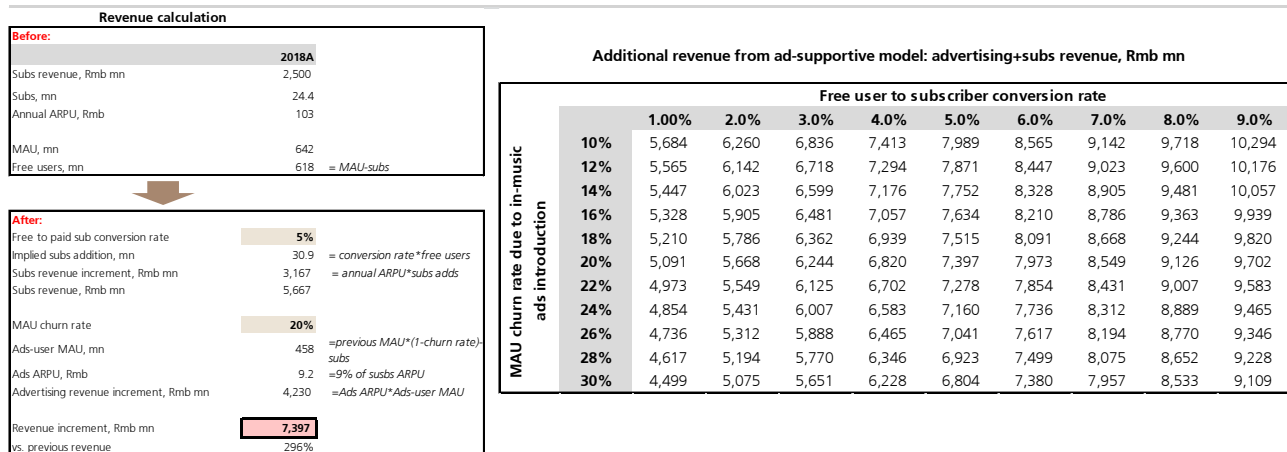 Revenue calculation
Before:
2018A
Subs revenue, Rmb mn 2,500
Subs, mn 24.4
Annual ARPU, Rmb 103
MAU, mn 642
Free users, mn 618 = MAU-subs
After:
Free to paid sub conversion rate 5%
Implied subs addition, mn 30.9 = conversion rate*free users
Subs revenue increment, Rmb mn 3,167 = annual ARPU*subs adds
Subs revenue, Rmb mn 5,667
MAU churn rate 20%
Ads-user MAU, mn 458 =previous MAU*(1-churn rate)-
subs
Ads ARPU, Rmb 9.2 =9% of susbs ARPU
Advertising revenue increment, Rmb mn 4,230 =Ads ARPU*Ads-user MAU
Revenue increment, Rmb mn 7,397
vs. previous revenue 296%
Additional revenue from ad-supportive model: advertising+subs revenue, Rmb mn
Free user to subscriber conversion rate
1.00% 2.0% 3.0% 4.0% 5.0% 6.0% 7.0% 8.0% 9.0%
MAU churn rate due to in-music
ads introduction
10% 5,684 6,260 6,836 7,413 7,989 8,565 9,142 9,718 10,294
12% 5,565 6,142 6,718 7,294 7,871 8,447 9,023 9,600 10,176
14% 5,447 6,023 6,599 7,176 7,752 8,328 8,905 9,481 10,057
16% 5,328 5,905 6,481 7,057 7,634 8,210 8,786 9,363 9,939
18% 5,210 5,786 6,362 6,939 7,515 8,091 8,668 9,244 9,820
20% 5,091 5,668 6,244 6,820 7,397 7,973 8,549 9,126 9,702
22% 4,973 5,549 6,125 6,702 7,278 7,854 8,431 9,007 9,583
24% 4,854 5,431 6,007 6,583 7,160 7,736 8,312 8,889 9,465
26% 4,736 5,312 5,888 6,465 7,041 7,617 8,194 8,770 9,346
28% 4,617 5,194 5,770 6,346 6,923 7,499 8,075 8,652 9,228
30% 4,499 5,075 5,651 6,228 6,804 7,380 7,957 8,533 9,109